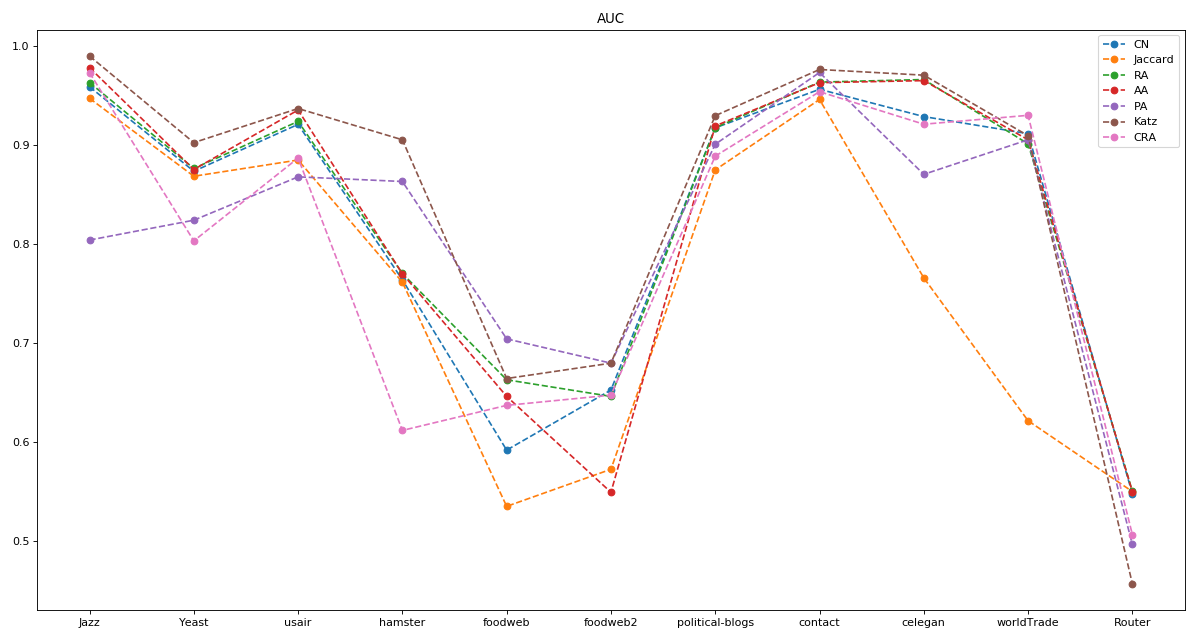 AUC
1.0
0.9
0.8
0.7
0.6
0.5
CN
Jaccard
RA
AA
PA
Katz
CRA
Jazz Yeast usair hamster foodweb foodweb2 political-blogs contact celegan worldTrade Router